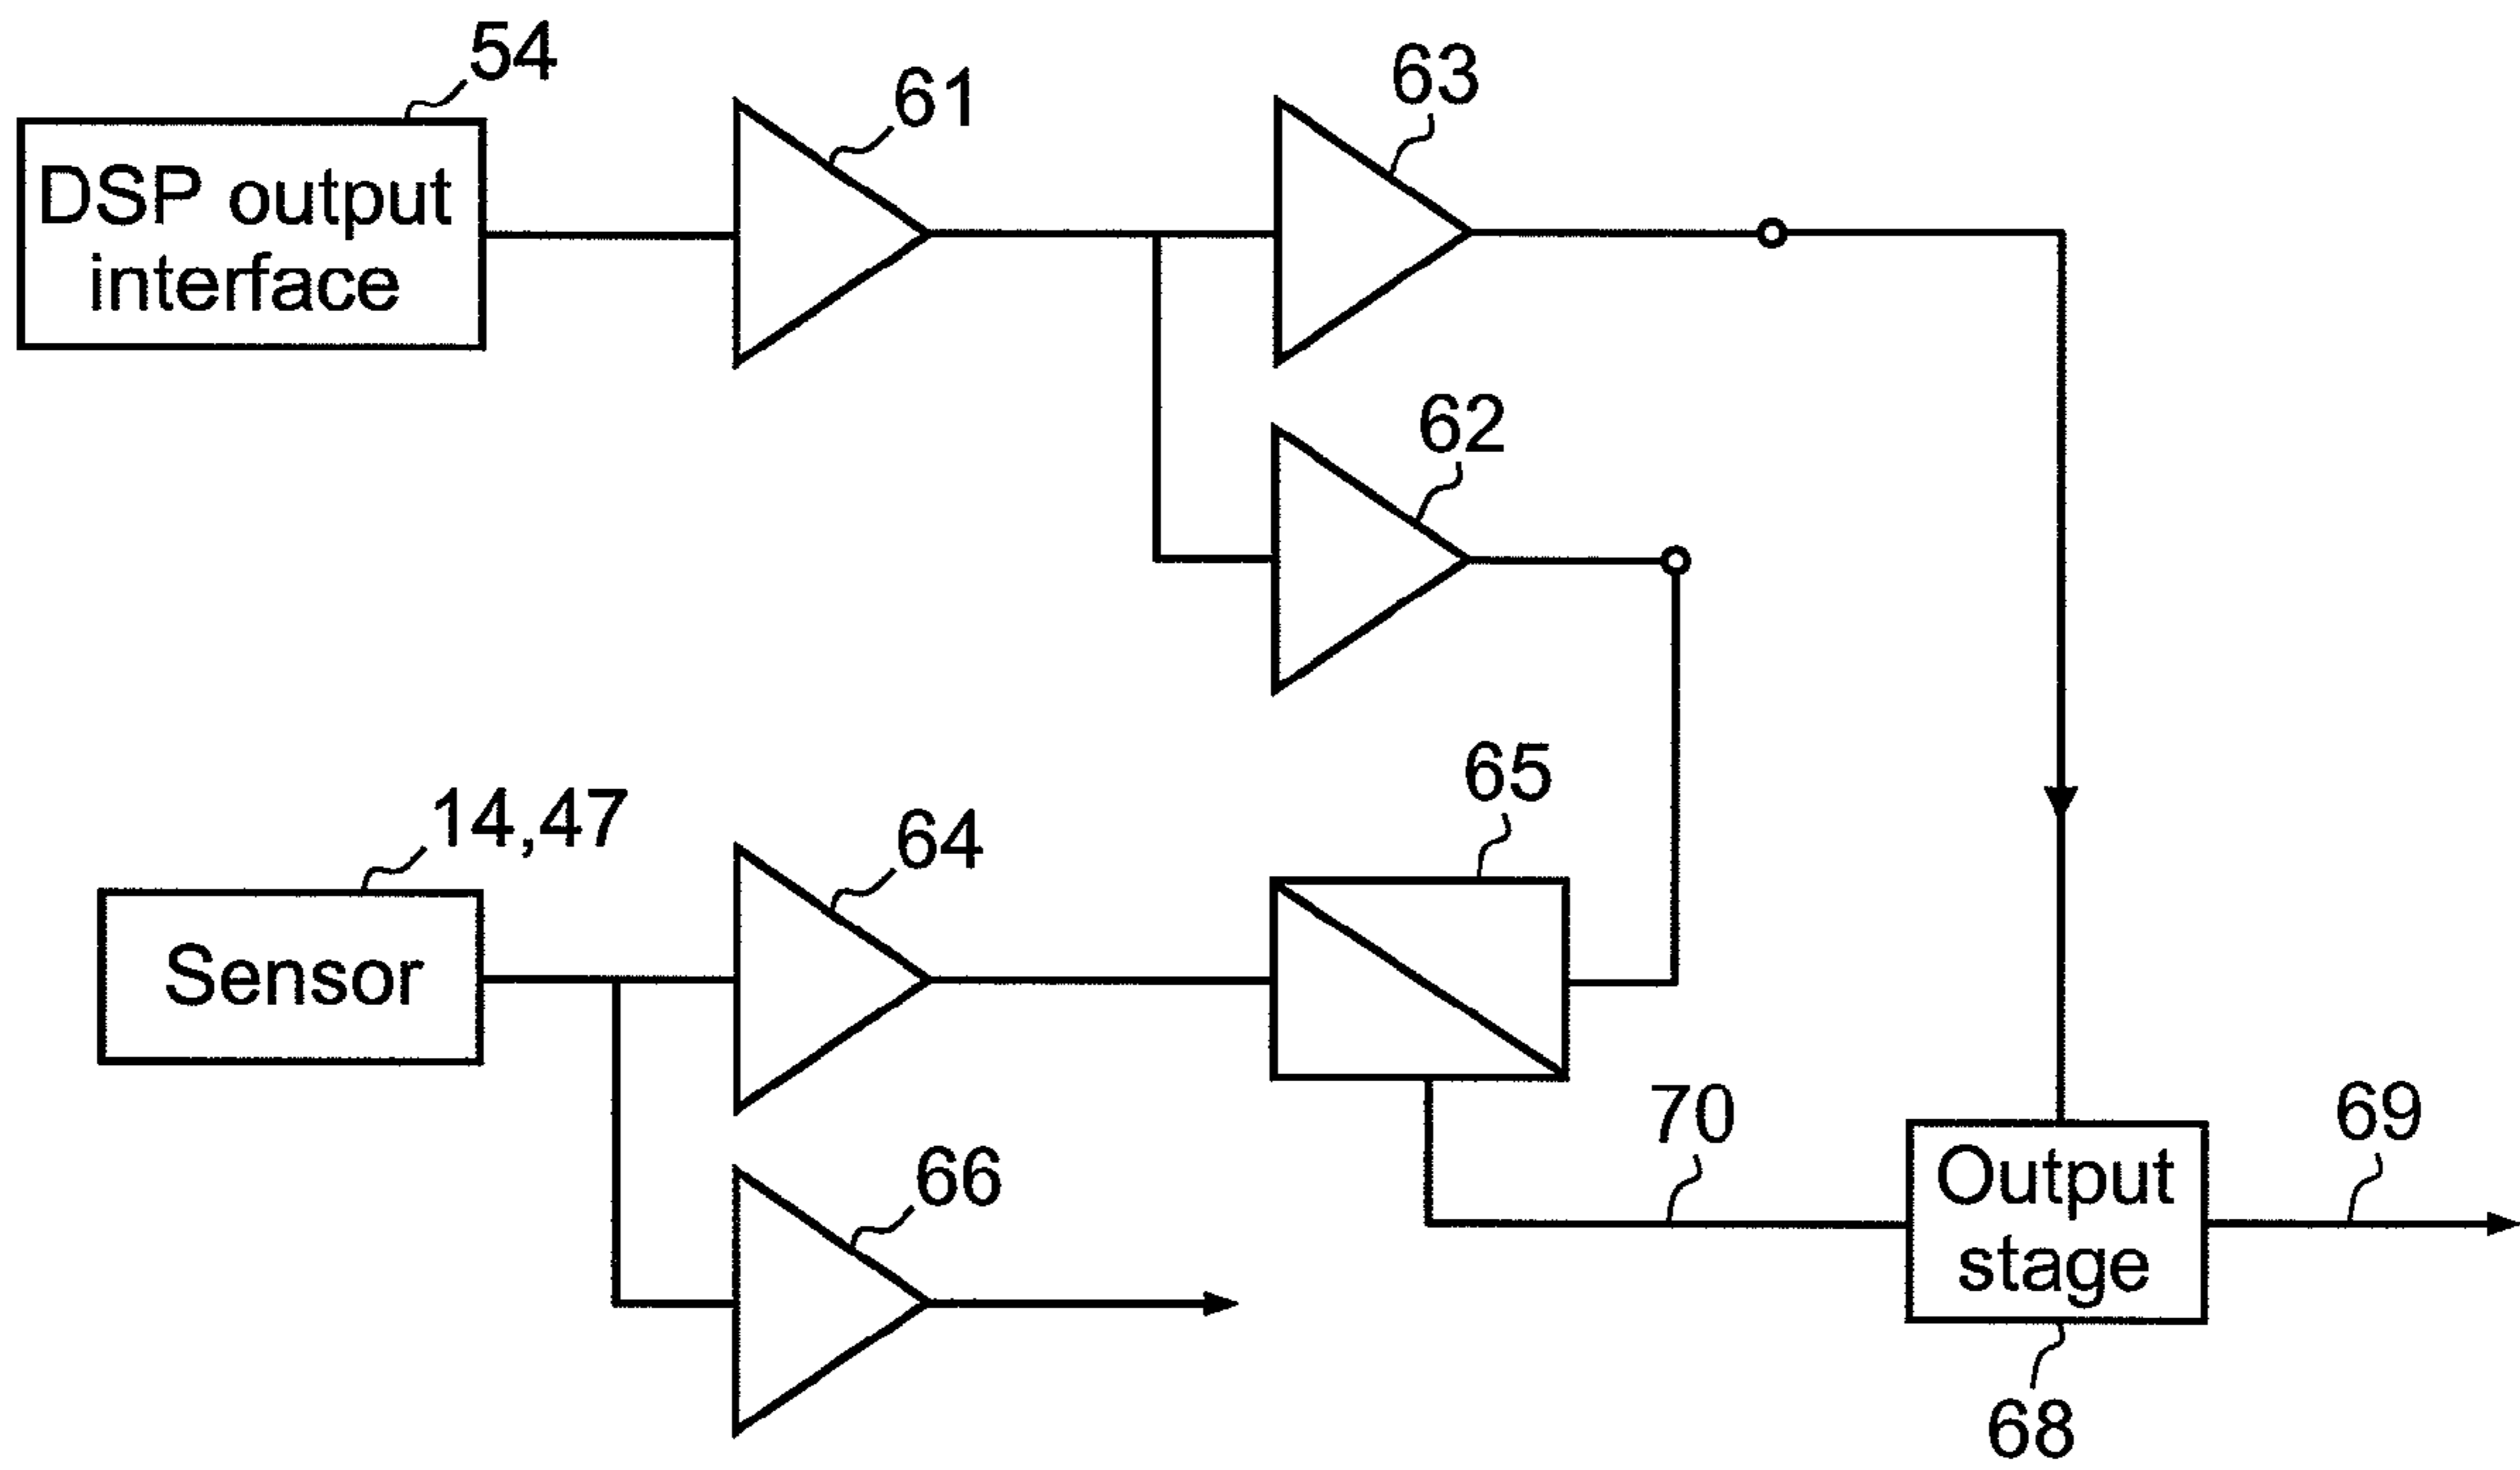 54
61
63
DSP output
interface
62
65
14,47
64
Sensor
70
69
66
Output
stage
68